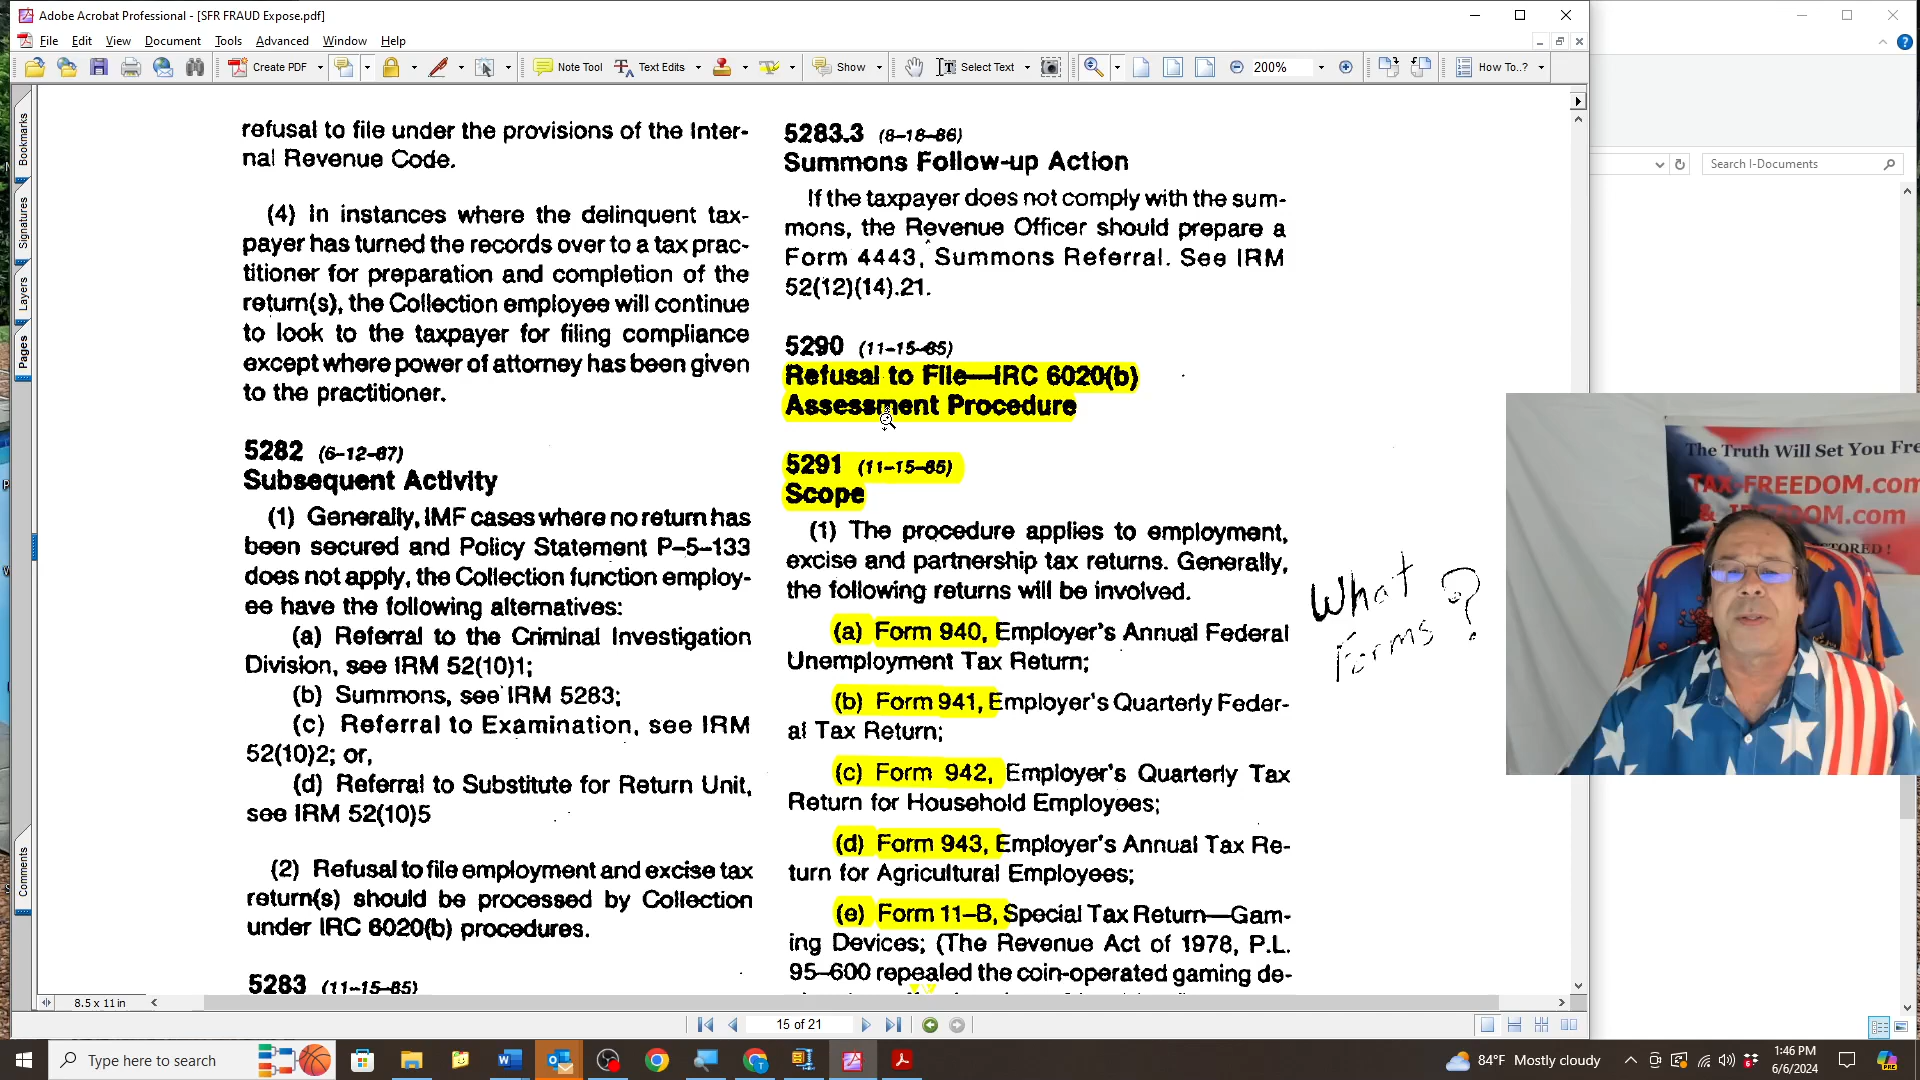 Adobe Acrobat Professional - [SFR FRAUD Expose.pdf]
File Edit View Document Tools Advanced Window Help
Create PDF Note Tool Text Edits Show Select Text 200% How To..?
Search I-Documents
Bookmarks
Signatures
Layers
Pages
Comments
refusal to file under the provisions of the Inter-
nal Revenue Code.
(4) In instances where the delinquent tax-
payer has turned the records over to a tax prac-
titioner for preparation and completion of the
return(s), the Collection employee will continue
to look to the taxpayer for filing compliance
except where power of attorney has been given
to the practitioner.
5282 (6-12-87)
Subsequent Activity
(1) Generally, IMF cases where no return has
been secured and Policy Statement P-5-133
does not apply, the Collection function employ-
ee have the following alternatives:
(a) Referral to the Criminal Investigation
Division, see IRM 52(10)1;
(b) Summons, see IRM 5283;
(c) Referral to Examination, see IRM
52(10)2; or,
(d) Referral to Substitute for Return Unit,
see IRM 52(10)5
(2) Refusal to file employment and excise tax
return(s) should be processed by Collection
under IRC 6020(b) procedures.
5283 (11-15-85)
5283.3 (8-18-86)
Summons Follow-up Action
If the taxpayer does not comply with the sum-
mons, the Revenue Officer should prepare a
Form 4443, Summons Referral. See IRM
52(12)(14).21.
5290 (11-15-85)
Refusal to File—IRC 6020(b)
Assessment Procedure
5291 (11-15-85)
Scope
(1) The procedure applies to employment,
excise and partnership tax returns. Generally,
the following returns will be involved.
(a) Form 940, Employer's Annual Federal
Unemployment Tax Return;
(b) Form 941, Employer's Quarterly Feder-
al Tax Return;
(c) Form 942, Employer's Quarterly Tax
Return for Household Employees;
(d) Form 943, Employer's Annual Tax Re-
turn for Agricultural Employees;
(e) Form 11-B, Special Tax Return—Gam-
ing Devices; (The Revenue Act of 1978, P.L.
95-600 repealed the coin-operated gaming de-
What
Forms?
The Truth Will Set You Fre
TAX-FREEDOM.com
&
dom.com
8.5 x 11 in
15 of 21
Type here to search
84°F Mostly cloudy
1:46 PM
6/6/2024